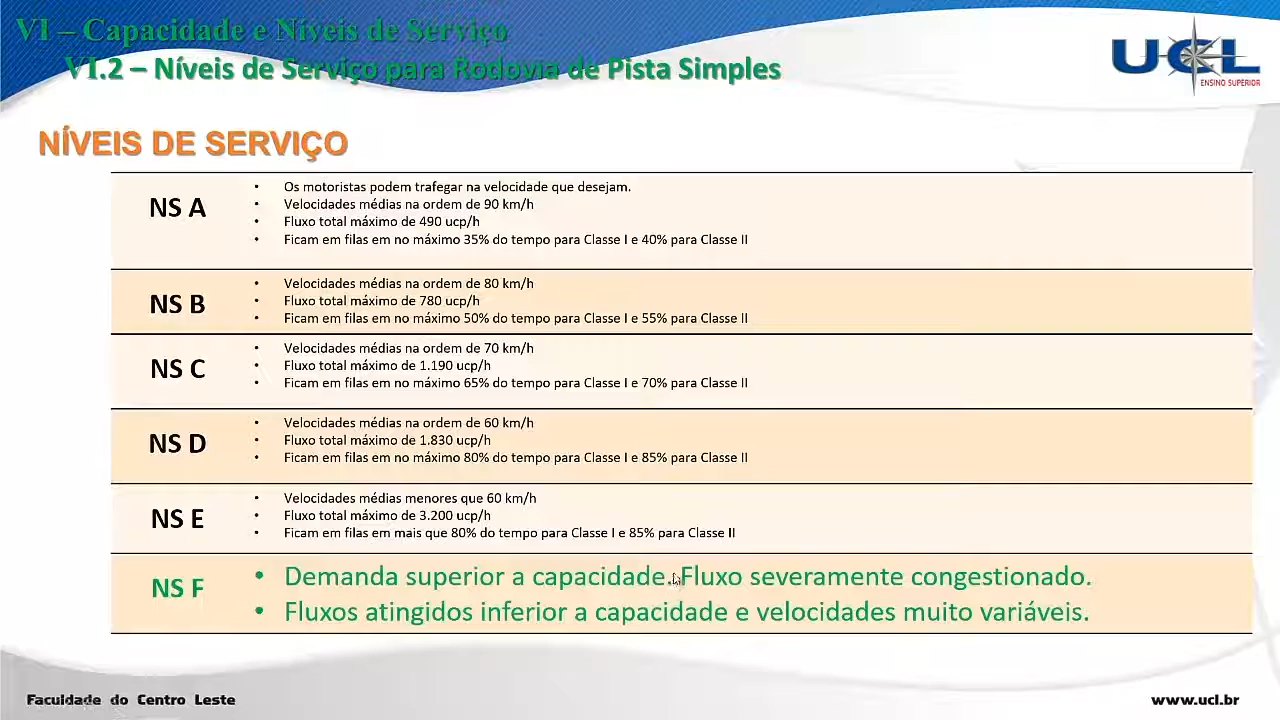 VI – Capacidade e Níveis de Serviço
VI.2 – Níveis de Serviço para Rodovia de Pista Simples
UCL
ENSINO SUPERIOR
NÍVEIS DE SERVIÇO
NS A
• Os motoristas podem trafegar na velocidade que desejam.
• Velocidades médias na ordem de 90 km/h
• Fluxo total máximo de 490 ucp/h
• Ficam em filas em no máximo 35% do tempo para Classe I e 40% para Classe II
NS B
• Velocidades médias na ordem de 80 km/h
• Fluxo total máximo de 780 ucp/h
• Ficam em filas em no máximo 50% do tempo para Classe I e 55% para Classe II
NS C
• Velocidades médias na ordem de 70 km/h
• Fluxo total máximo de 1.190 ucp/h
• Ficam em filas em no máximo 65% do tempo para Classe I e 70% para Classe II
NS D
• Velocidades médias na ordem de 60 km/h
• Fluxo total máximo de 1.830 ucp/h
• Ficam em filas em no máximo 80% do tempo para Classe I e 85% para Classe II
NS E
• Velocidades médias menores que 60 km/h
• Fluxo total máximo de 3.200 ucp/h
• Ficam em filas em mais que 80% do tempo para Classe I e 85% para Classe II
NS F
• Demanda superior a capacidade. Fluxo severamente congestionado.
• Fluxos atingidos inferior a capacidade e velocidades muito variáveis.
Faculdade do Centro Leste
www.ucl.br